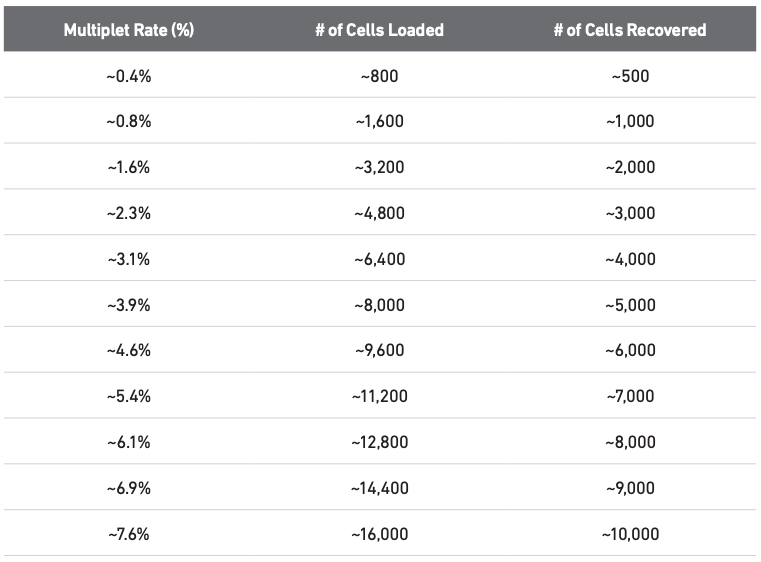 Multiplet Rate (%) # of Cells Loaded # of Cells Recovered
~0.4% ~800 ~500
~0.8% ~1,600 ~1,000
~1.6% ~3,200 ~2,000
~2.3% ~4,800 ~3,000
~3.1% ~6,400 ~4,000
~3.9% ~8,000 ~5,000
~4.6% ~9,600 ~6,000
~5.4% ~11,200 ~7,000
~6.1% ~12,800 ~8,000
~6.9% ~14,400 ~9,000
~7.6% ~16,000 ~10,000